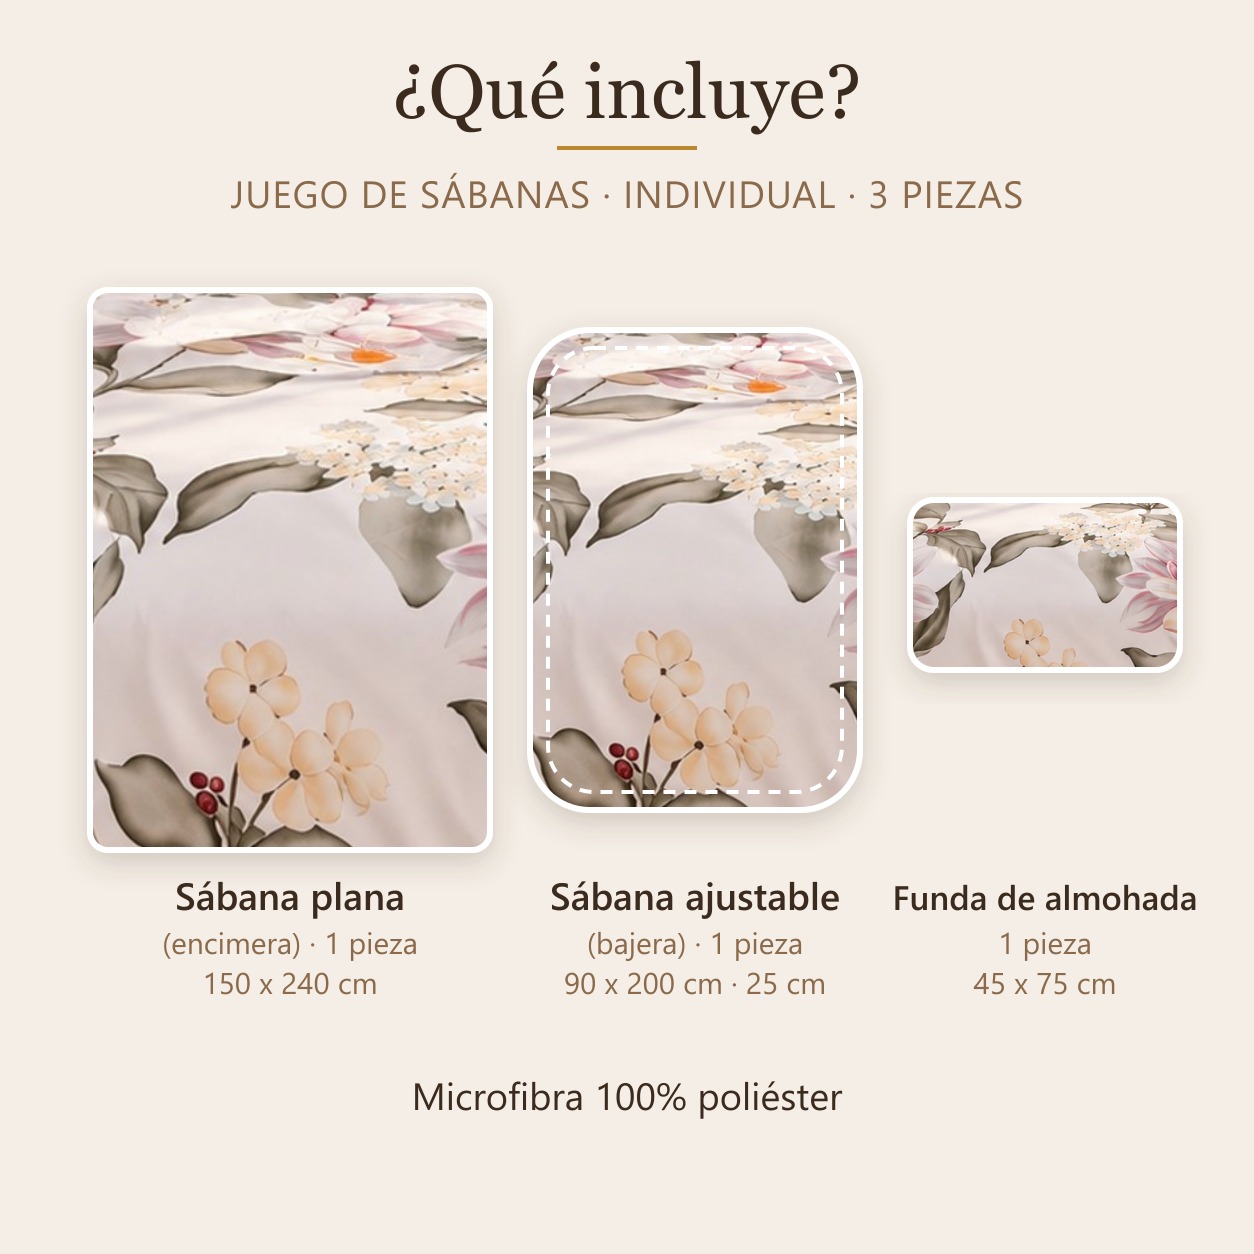 ¿Qué incluye?
JUEGO DE SÁBANAS · INDIVIDUAL · 3 PIEZAS
Sábana plana
(encimera) · 1 pieza
150 x 240 cm
Sábana ajustable
(bajera) · 1 pieza
90 x 200 cm · 25 cm
Funda de almohada
1 pieza
45 x 75 cm
Microfibra 100% poliéster